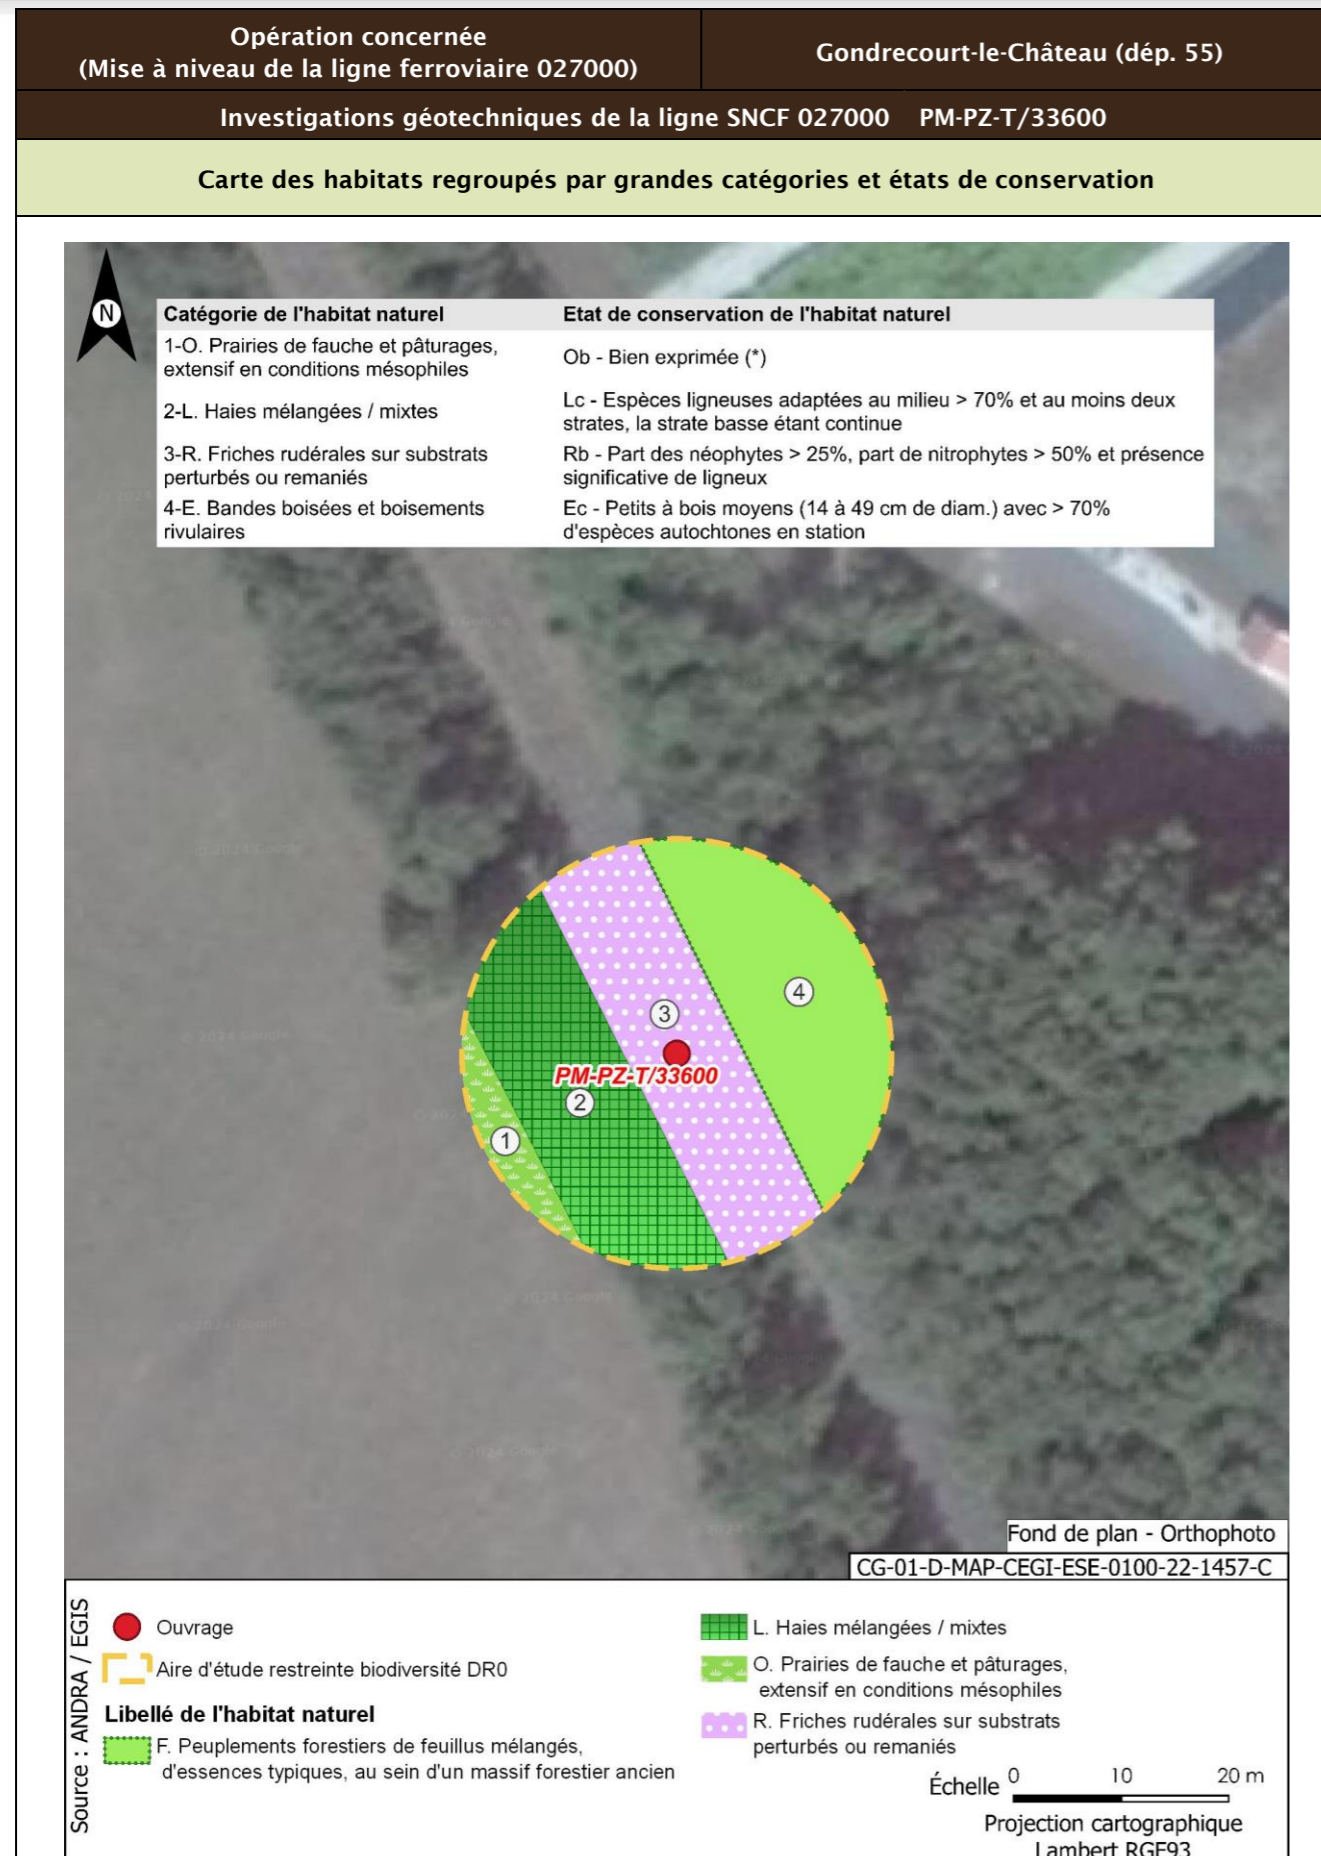 Opération concernée
(Mise à niveau de la ligne ferroviaire 027000)
Gondrecourt-le-Château (dép. 55)
Investigations géotechniques de la ligne SNCF 027000 PM-PZ-T/33600
Carte des habitats regroupés par grandes catégories et états de conservation
N
Catégorie de l'habitat naturel
Etat de conservation de l'habitat naturel
1-O. Prairies de fauche et pâturages,
extensif en conditions mésophiles
Ob - Bien exprimée (*)
2-L. Haies mélangées / mixtes
Lc - Espèces ligneuses adaptées au milieu > 70% et au moins deux
strates, la strate basse étant continue
3-R. Friches rudérales sur substrats
perturbés ou remaniés
Rb - Part des néophytes > 25%, part de nitrophytes > 50% et présence
significative de ligneux
4-E. Bandes boisées et boisements
rivulaires
Ec - Petits à bois moyens (14 à 49 cm de diam.) avec > 70%
d'espèces autochtones en station
4
3
PM-PZ-T/33600
2
1
Fond de plan - Orthophoto
CG-01-D-MAP-CEGI-ESE-0100-22-1457-C
Source : ANDRA / EGIS
Ouvrage
Aire d'étude restreinte biodiversité DR0
Libellé de l'habitat naturel
F. Peuplements forestiers de feuillus mélangés,
d'essences typiques, au sein d'un massif forestier ancien
L. Haies mélangées / mixtes
O. Prairies de fauche et pâturages,
extensif en conditions mésophiles
R. Friches rudérales sur substrats
perturbés ou remaniés
Échelle 0 10 20 m
Projection cartographique
Lambert RGF93